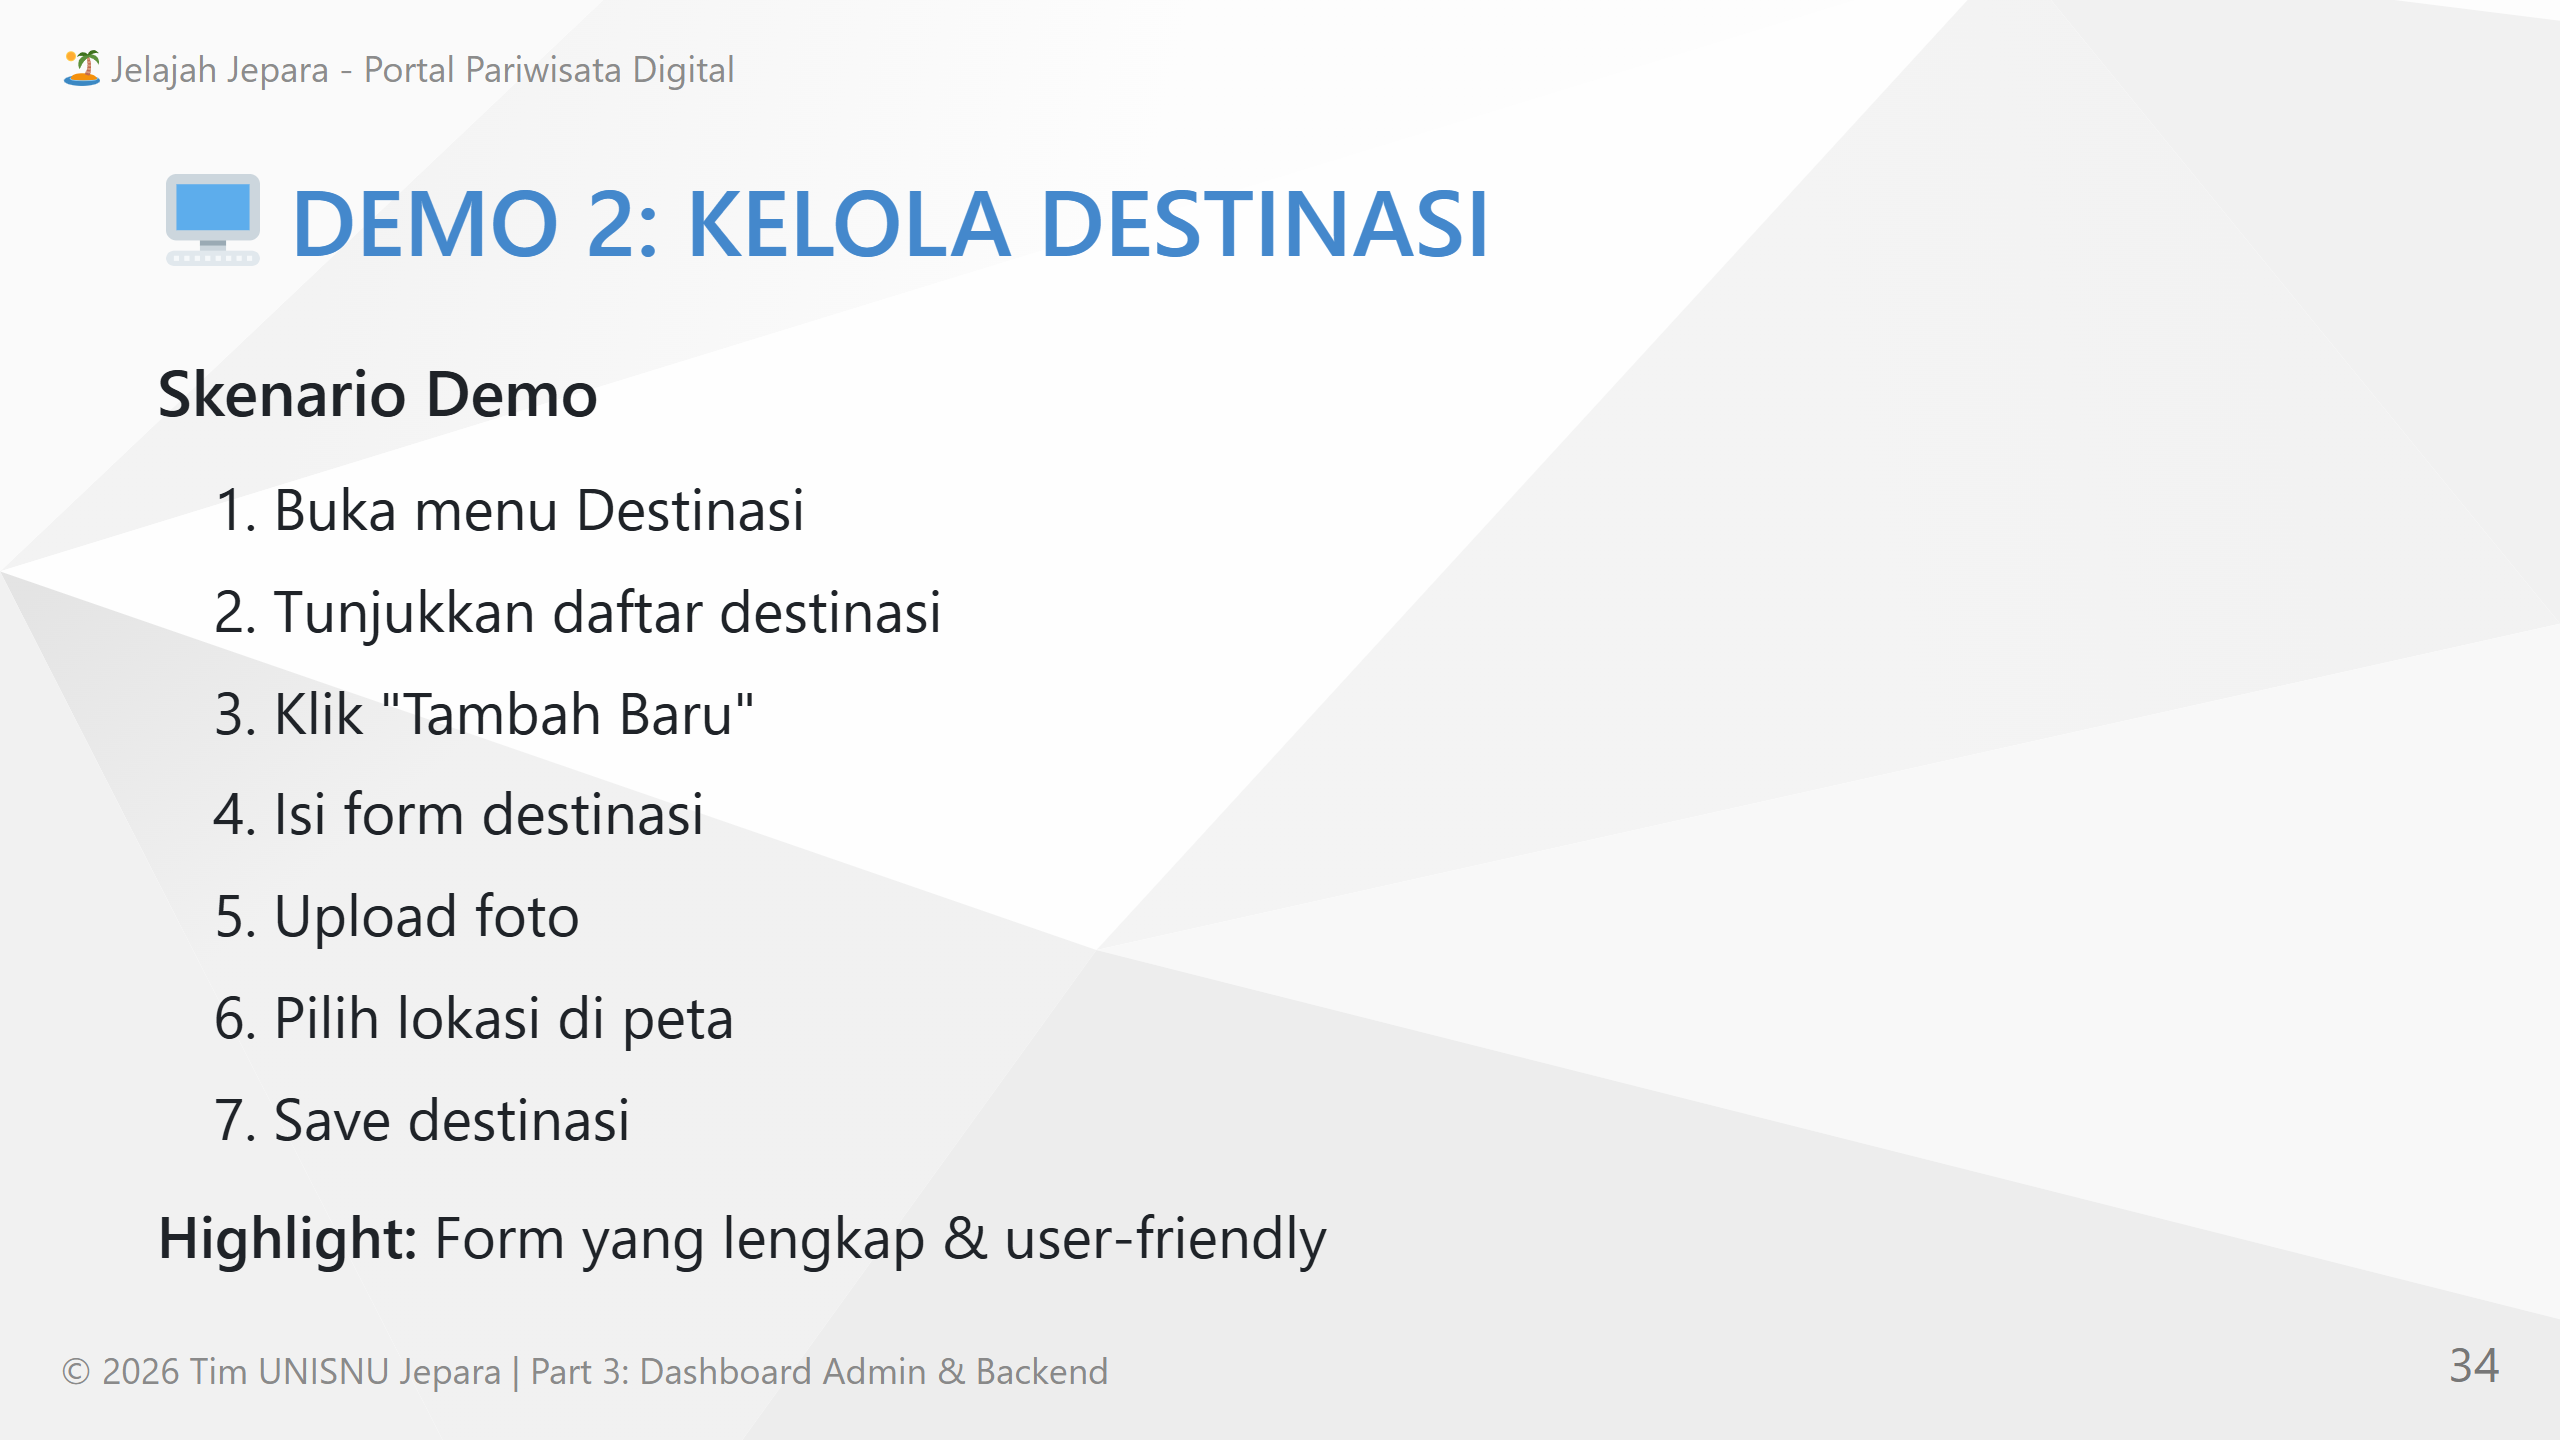 Jelajah Jepara - Portal Pariwisata Digital
DEMO 2: KELOLA DESTINASI
Skenario Demo
1. Buka menu Destinasi
2. Tunjukkan daftar destinasi
3. Klik "Tambah Baru"
4. Isi form destinasi
5. Upload foto
6. Pilih lokasi di peta
7. Save destinasi
Highlight: Form yang lengkap & user-friendly
© 2026 Tim UNISNU Jepara | Part 3: Dashboard Admin & Backend
34